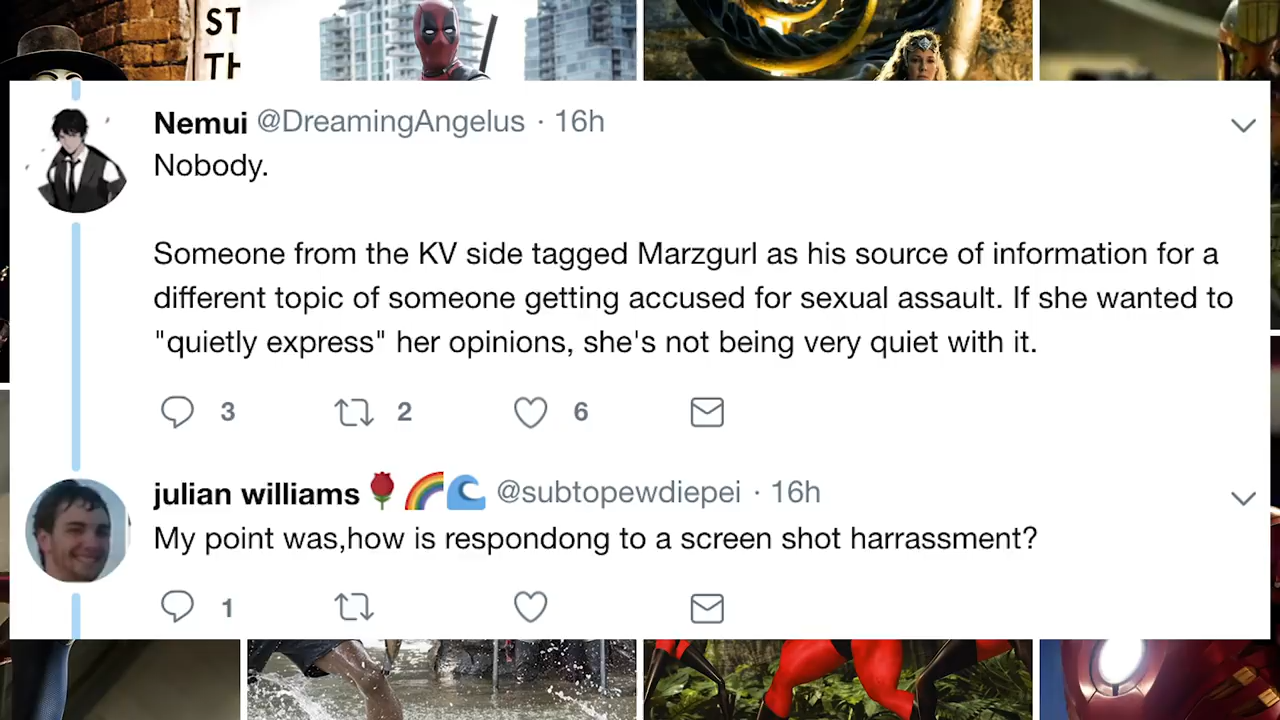 ST
TH
Nemui @DreamingAngelus · 16h
Nobody.
Someone from the KV side tagged Marzgurl as his source of information for a
different topic of someone getting accused for sexual assault. If she wanted to
"quietly express" her opinions, she's not being very quiet with it.
3 2 6
julian williams🌹🌈🌊 @subtopewdiepei · 16h
My point was,how is respondong to a screen shot harrassment?
1